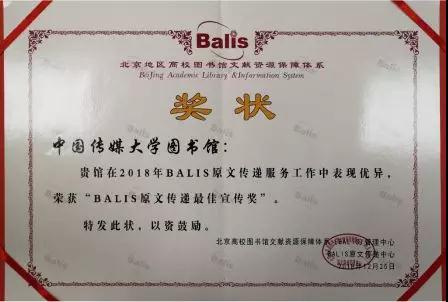 Balis
北京地区高校图书馆文献资源保障体系
BeiJing Academic Library &Information System
奖状
中国传媒大学图书馆：
贵馆在2018年BALIS原文传递服务工作中表现优异，
荣获“BALIS原文传递最佳宣传奖”。
特发此状，以资鼓励。
北京高校图书馆文献资源保障体系（BALIS）管理中心
BALIS原文传递中心